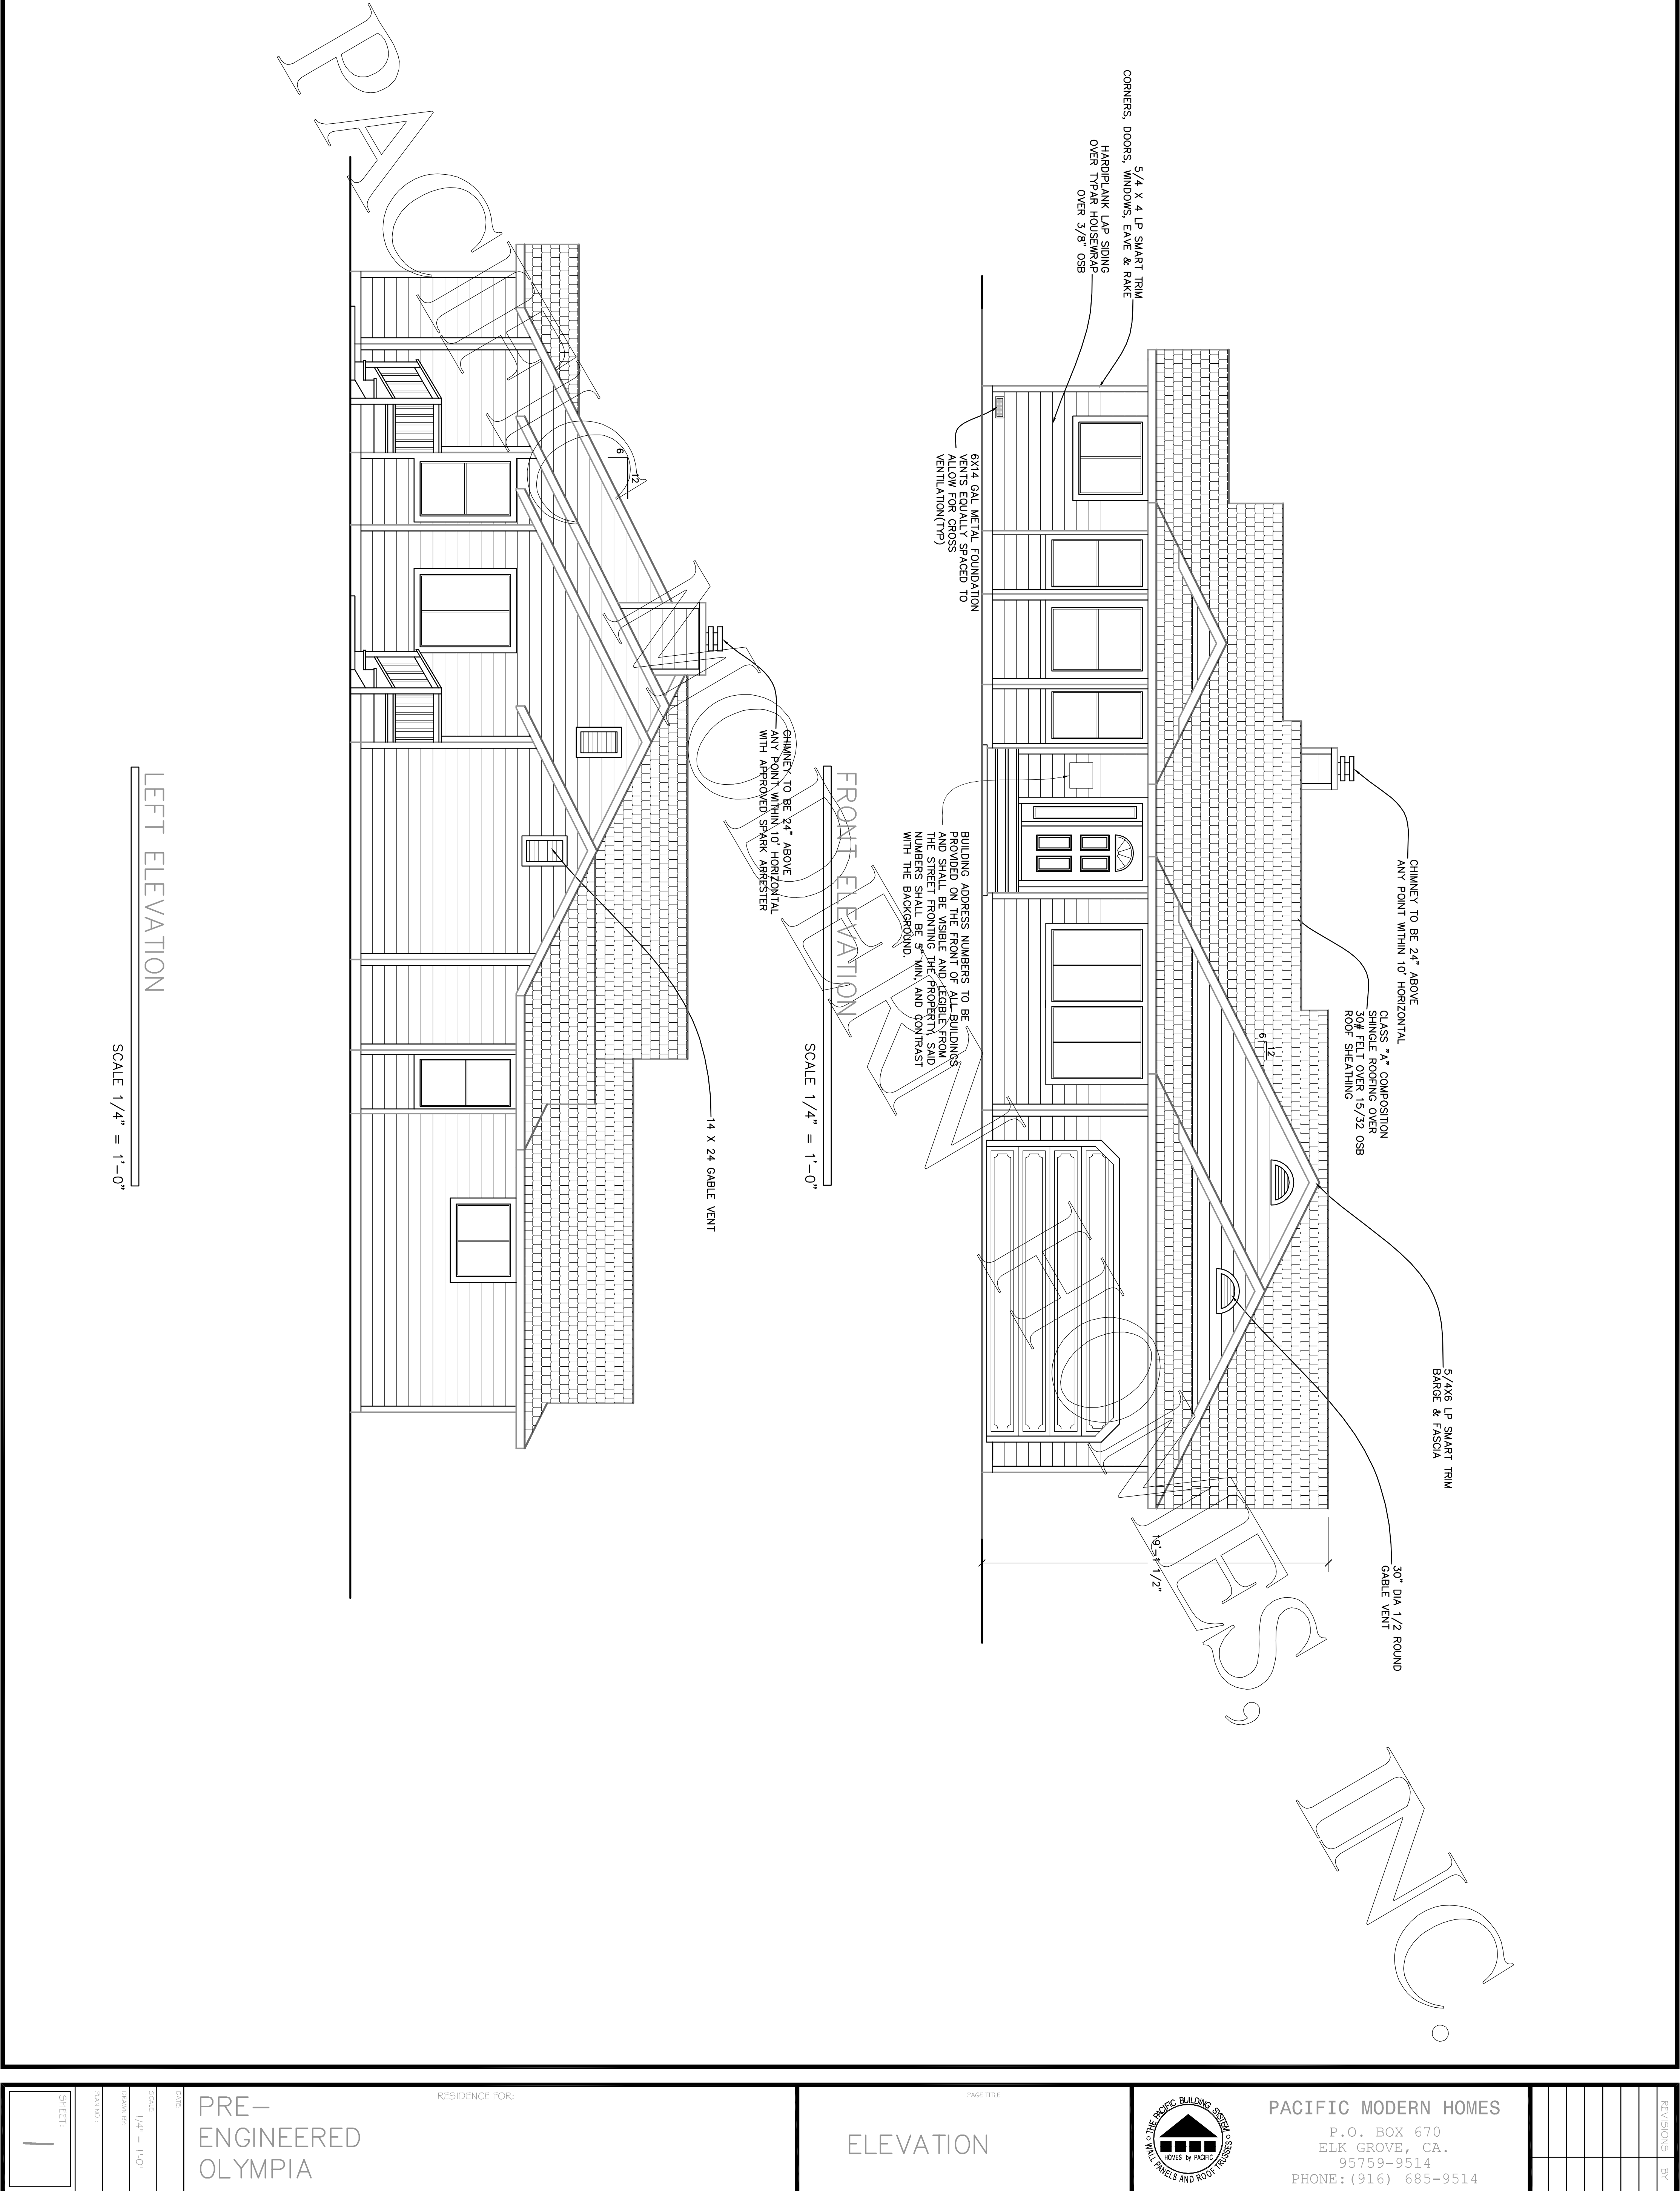 CHIMNEY TO BE 24" ABOVE
ANY POINT WITHIN 10' HORIZONTAL
CLASS "A" COMPOSITION
SHINGLE ROOFING OVER
30# FELT OVER 15/32 OSB
ROOF SHEATHING
5/4X6 LP SMART TRIM
BARGE & FASCIA
30" DIA 1/2 ROUND
GABLE VENT
5/4 X 4 LP SMART TRIM
CORNERS, DOORS, WINDOWS, EAVE & RAKE
HARDIPLANK LAP SIDING
OVER TYPAR HOUSEWRAP
OVER 3/8" OSB
12
6
19'-1 1/2"
6X14 GAL METAL FOUNDATION
VENTS EQUALLY SPACED TO
ALLOW FOR CROSS
VENTILATION(TYP)
BUILDING ADDRESS NUMBERS TO BE
PROVIDED ON THE FRONT OF ALL BUILDINGS
AND SHALL BE VISIBLE AND LEGIBLE FROM
THE STREET FRONTING THE PROPERTY, SAID
NUMBERS SHALL BE 5" MIN. AND CONTRAST
WITH THE BACKGROUND.
FRONT ELEVATION
SCALE 1/4" = 1'-0"
CHIMNEY TO BE 24" ABOVE
ANY POINT WITHIN 10' HORIZONTAL
WITH APPROVED SPARK ARRESTER
14 X 24 GABLE VENT
12
6
LEFT ELEVATION
SCALE 1/4" = 1'-0"
PACIFIC MODERN HOMES, INC.
REVISIONS BY
PACIFIC MODERN HOMES
P.O. BOX 670
ELK GROVE, CA.
95759-9514
PHONE:(916) 685-9514
THE PACIFIC BUILDING SYSTEM
HOMES by PACIFIC
WALL PANELS AND ROOF TRUSSES
PAGE TITLE
ELEVATION
RESIDENCE FOR:
PRE-
ENGINEERED
OLYMPIA
DATE:
SCALE: 1/4" = 1'-0"
DRAWN BY:
PLAN NO.:
SHEET:
1